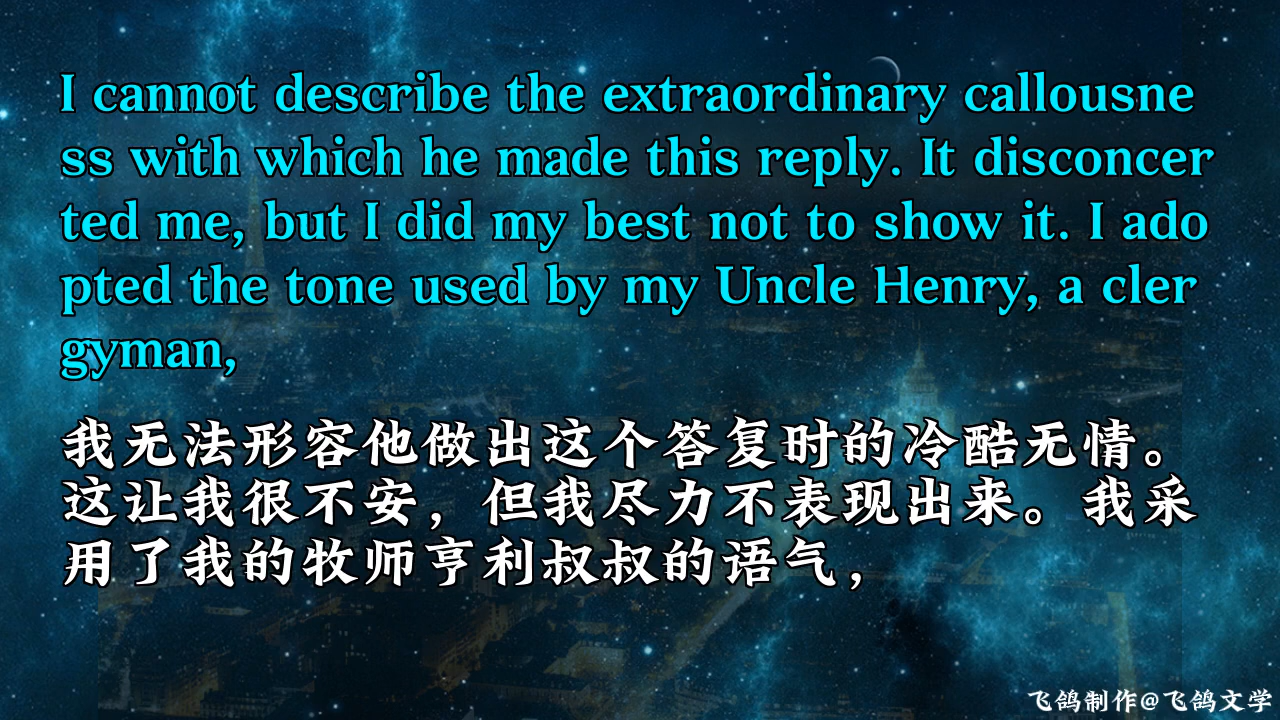 I cannot describe the extraordinary callousne
ss with which he made this reply. It disconcer
ted me, but I did my best not to show it. I ado
pted the tone used by my Uncle Henry, a cler
gyman,
我无法形容他做出这个答复时的冷酷无情。
这让我很不安，但我尽力不表现出来。我采
用了我的牧师亨利叔叔的语气，
飞鸽制作@飞鸽文学